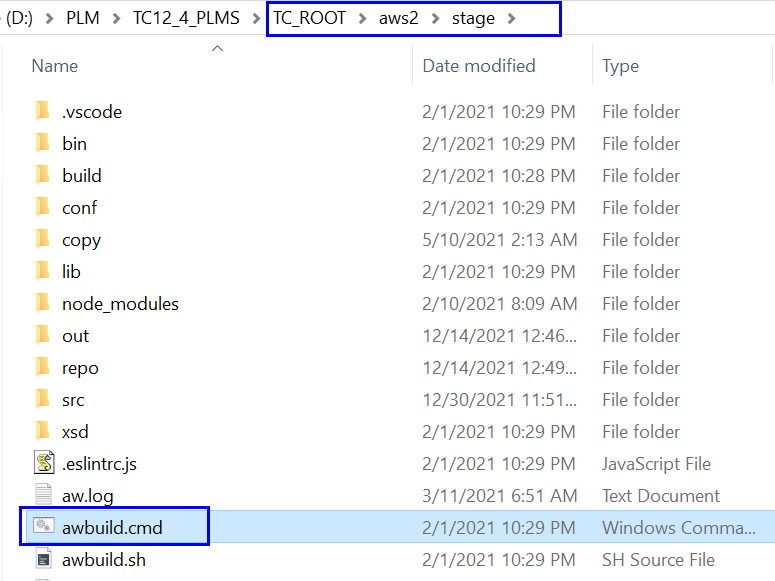 (D:) > PLM > TC12_4_PLMS > TC_ROOT > aws2 > stage >
Name Date modified Type
.vscode 2/1/2021 10:29 PM File folder
bin 2/1/2021 10:29 PM File folder
build 2/1/2021 10:28 PM File folder
conf 2/1/2021 10:29 PM File folder
copy 5/10/2021 2:13 AM File folder
lib 2/1/2021 10:29 PM File folder
node_modules 2/10/2021 8:09 AM File folder
out 12/14/2021 12:46... File folder
repo 12/14/2021 12:49... File folder
src 12/30/2021 11:51... File folder
xsd 2/1/2021 10:29 PM File folder
.eslintrc.js 2/1/2021 10:29 PM JavaScript File
aw.log 3/11/2021 6:51 AM Text Document
awbuild.cmd 2/1/2021 10:29 PM Windows Comma...
awbuild.sh 2/1/2021 10:29 PM SH Source File